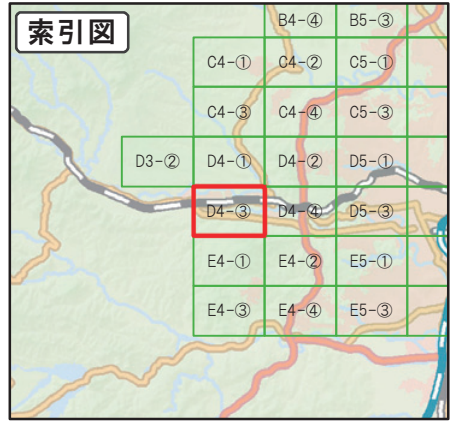 索引図
B4-④ B5-③
C4-① C4-② C5-①
C4-③ C4-④ C5-③
D3-② D4-① D4-② D5-①
D4-③ D4-④ D5-③
E4-① E4-② E5-①
E4-③ E4-④ E5-③